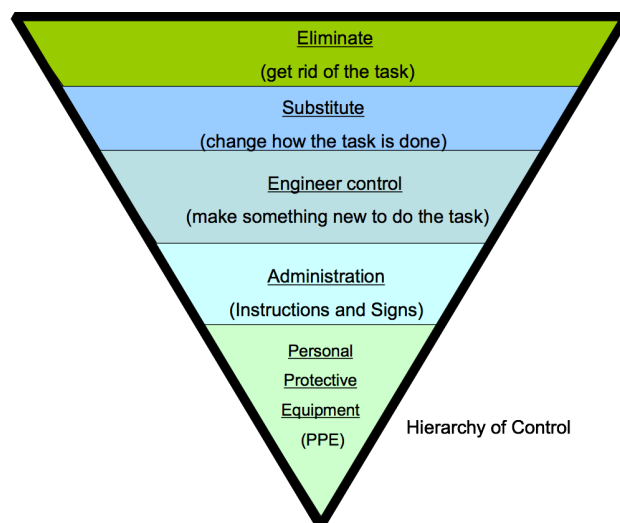 Eliminate
(get rid of the task)
Substitute
(change how the task is done)
Engineer control
(make something new to do the task)
Administration
(Instructions and Signs)
Personal
Protective
Equipment
(PPE)
Hierarchy of Control